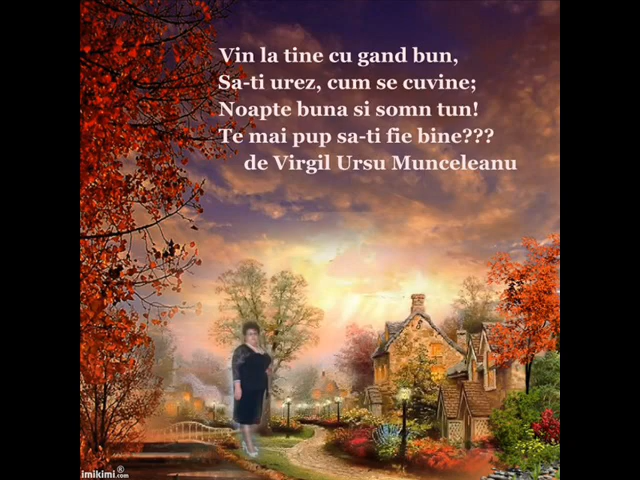 Vin la tine cu gand bun,
Sa-ti urez, cum se cuvine;
Noapte buna si somn tun!
Te mai pup sa-ti fie bine???
de Virgil Ursu Munceleanu
imikimi.com®